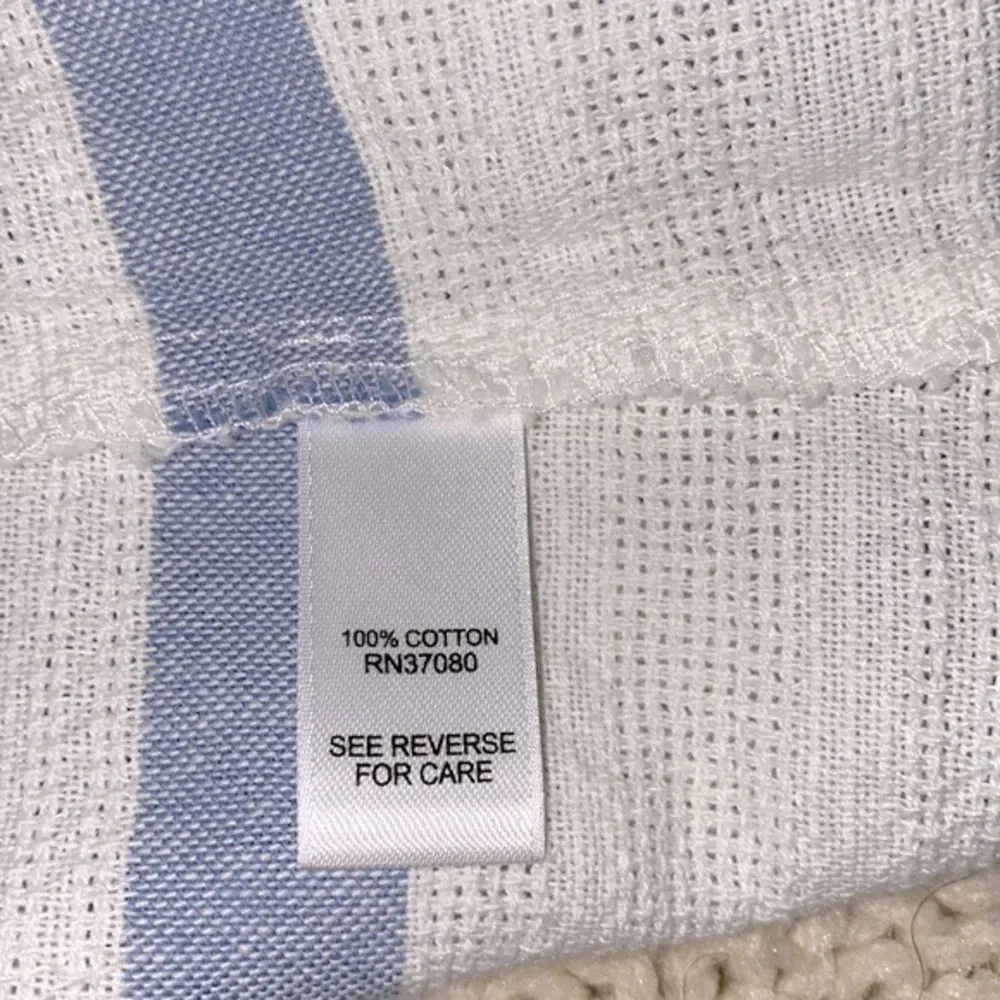 100% COTTON
RN37080
SEE REVERSE
FOR CARE